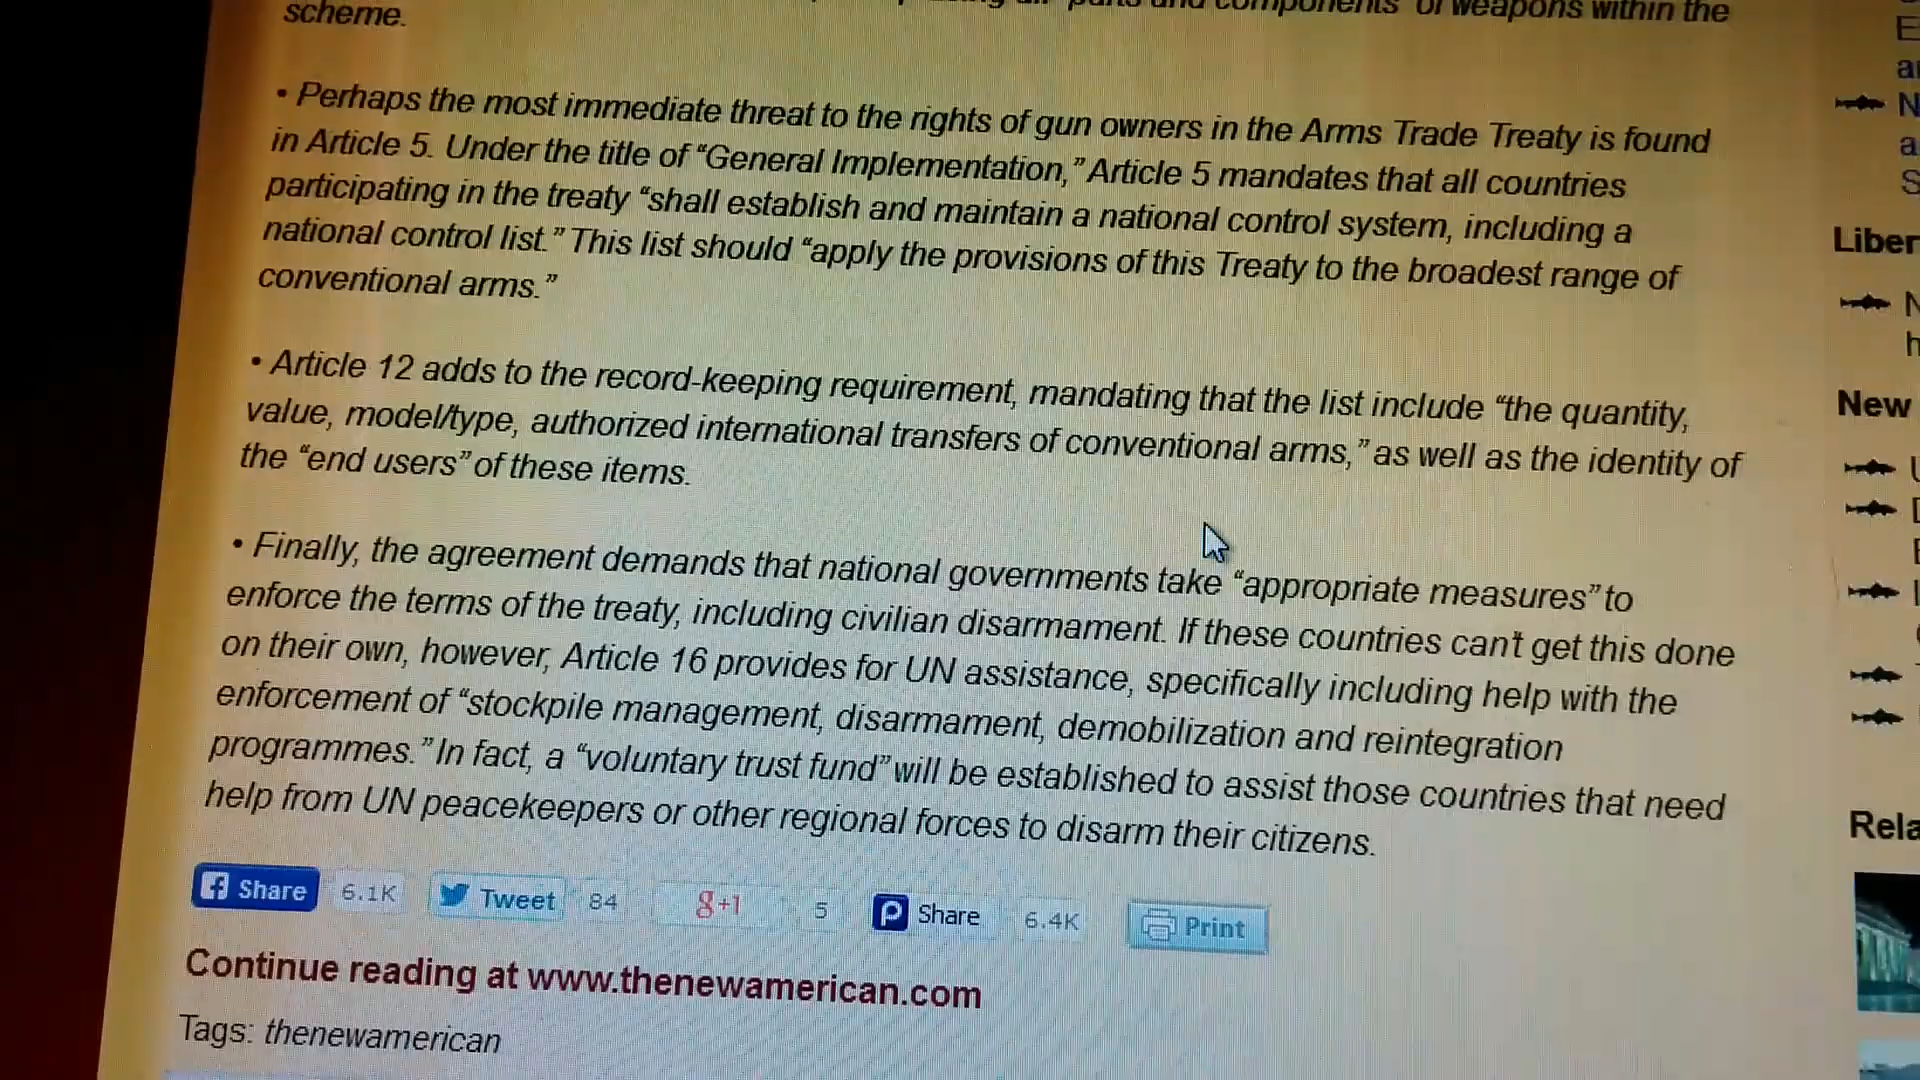 parts and components of weapons within the
scheme.
• Perhaps the most immediate threat to the rights of gun owners in the Arms Trade Treaty is found
in Article 5. Under the title of “General Implementation,” Article 5 mandates that all countries
participating in the treaty “shall establish and maintain a national control system, including a
national control list.” This list should “apply the provisions of this Treaty to the broadest range of
conventional arms.”
• Article 12 adds to the record-keeping requirement, mandating that the list include “the quantity,
value, model/type, authorized international transfers of conventional arms,” as well as the identity of
the “end users” of these items.
• Finally, the agreement demands that national governments take “appropriate measures” to
enforce the terms of the treaty, including civilian disarmament. If these countries can't get this done
on their own, however, Article 16 provides for UN assistance, specifically including help with the
enforcement of “stockpile management, disarmament, demobilization and reintegration
programmes.” In fact, a “voluntary trust fund” will be established to assist those countries that need
help from UN peacekeepers or other regional forces to disarm their citizens.
Share 6.1K Tweet 84 g+1 5 Share 6.4K Print
Continue reading at www.thenewamerican.com
Tags: thenewamerican
Liber
New
Rela